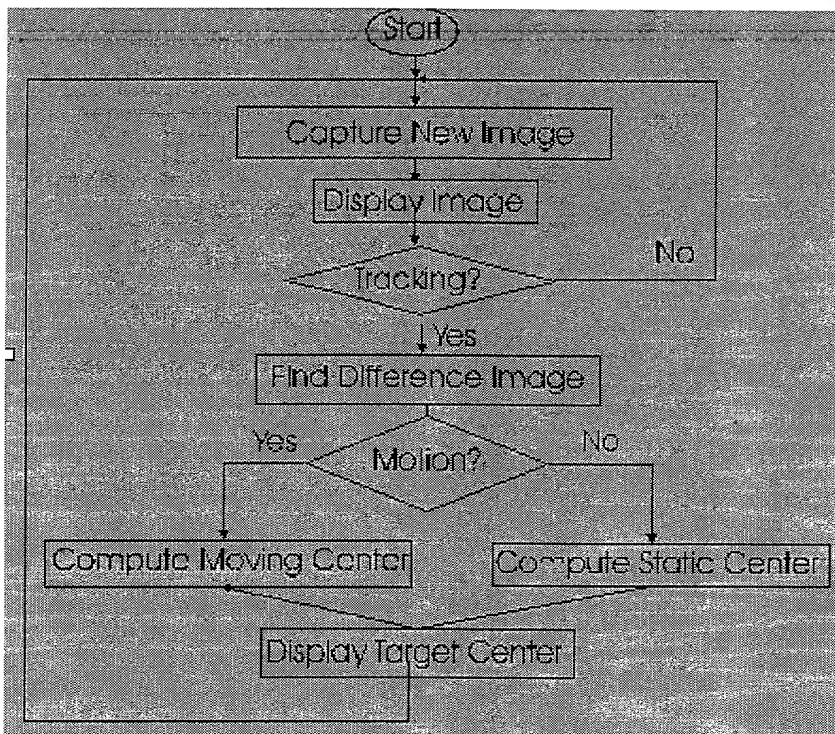 Start
Capture New Image
Display Image
Tracking?
No
Yes
Find Difference Image
Yes
No
Motion?
Compute Moving Center
Compute Static Center
Display Target Center